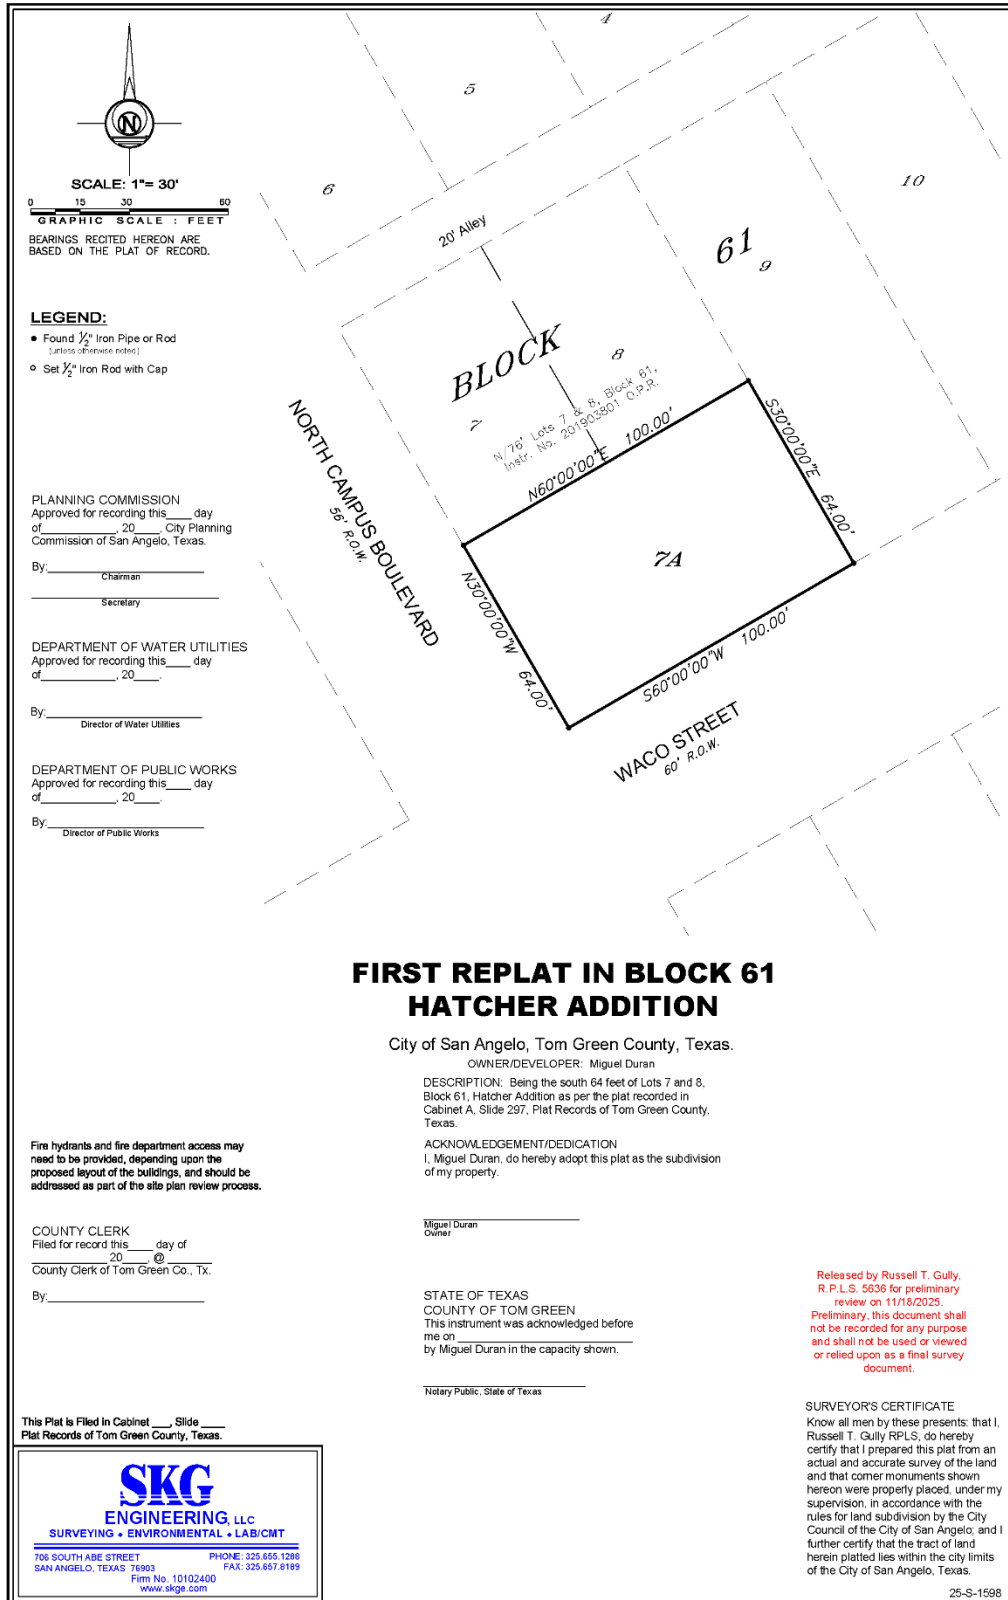 N
SCALE: 1"= 30'
0 15 30 60
GRAPHIC SCALE : FEET
BEARINGS RECITED HEREON ARE
BASED ON THE PLAT OF RECORD.
LEGEND:
Found 1/2" Iron Pipe or Rod
(unless otherwise noted)
Set 1/2" Iron Rod with Cap
4
5
6
10
20' Alley
61
9
BLOCK
8
7
N/76' Lots 7 & 8, Block 61,
Instr. No. 201903801 O.P.R.
N60°00'00"E 100.00'
S30°00'00"E 64.00'
7A
N30°00'00"W 64.00'
S60°00'00"W 100.00'
NORTH CAMPUS BOULEVARD
56' R.O.W.
WACO STREET
60' R.O.W.
PLANNING COMMISSION
Approved for recording this____ day
of____________, 20____, City Planning
Commission of San Angelo, Texas.
By:_________________________
Chairman
Secretary
DEPARTMENT OF WATER UTILITIES
Approved for recording this____ day
of____________, 20____.
By:_________________________
Director of Water Utilities
DEPARTMENT OF PUBLIC WORKS
Approved for recording this____ day
of____________, 20____.
By:_________________________
Director of Public Works
FIRST REPLAT IN BLOCK 61
HATCHER ADDITION
City of San Angelo, Tom Green County, Texas.
OWNER/DEVELOPER: Miguel Duran
DESCRIPTION: Being the south 64 feet of Lots 7 and 8,
Block 61, Hatcher Addition as per the plat recorded in
Cabinet A, Slide 297, Plat Records of Tom Green County,
Texas.
ACKNOWLEDGEMENT/DEDICATION
I, Miguel Duran, do hereby adopt this plat as the subdivision
of my property.
Miguel Duran
Owner
Fire hydrants and fire department access may
need to be provided, depending upon the
proposed layout of the buildings, and should be
addressed as part of the site plan review process.
COUNTY CLERK
Filed for record this____ day of
____________ 20____, @ _______
County Clerk of Tom Green Co., Tx.
By:_________________________
STATE OF TEXAS
COUNTY OF TOM GREEN
This instrument was acknowledged before
me on ____________________________
by Miguel Duran in the capacity shown.
Notary Public, State of Texas
Released by Russell T. Gully,
R.P.L.S. 5636 for preliminary
review on 11/18/2025.
Preliminary, this document shall
not be recorded for any purpose
and shall not be used or viewed
or relied upon as a final survey
document.
SURVEYOR'S CERTIFICATE
Know all men by these presents: that I,
Russell T. Gully RPLS, do hereby
certify that I prepared this plat from an
actual and accurate survey of the land
and that corner monuments shown
hereon were properly placed, under my
supervision, in accordance with the
rules for land subdivision by the City
Council of the City of San Angelo; and I
further certify that the tract of land
herein platted lies within the city limits
of the City of San Angelo, Texas.
This Plat is Filed in Cabinet ___, Slide ____
Plat Records of Tom Green County, Texas.
SKG
ENGINEERING, LLC
SURVEYING • ENVIRONMENTAL • LAB/CMT
706 SOUTH ABE STREET PHONE: 325.655.1288
SAN ANGELO, TEXAS 76903 FAX: 325.657.8189
Firm No. 10102400
www.skge.com
25-S-1598